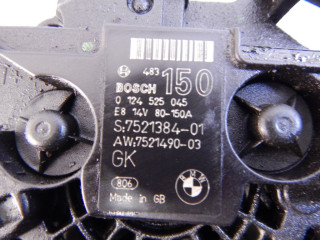 483 150
BOSCH
0 124 525 045
E8 14V 80-150A
S:7521384-01
AW:7521490-03
GK
806
BMW
Made in GB